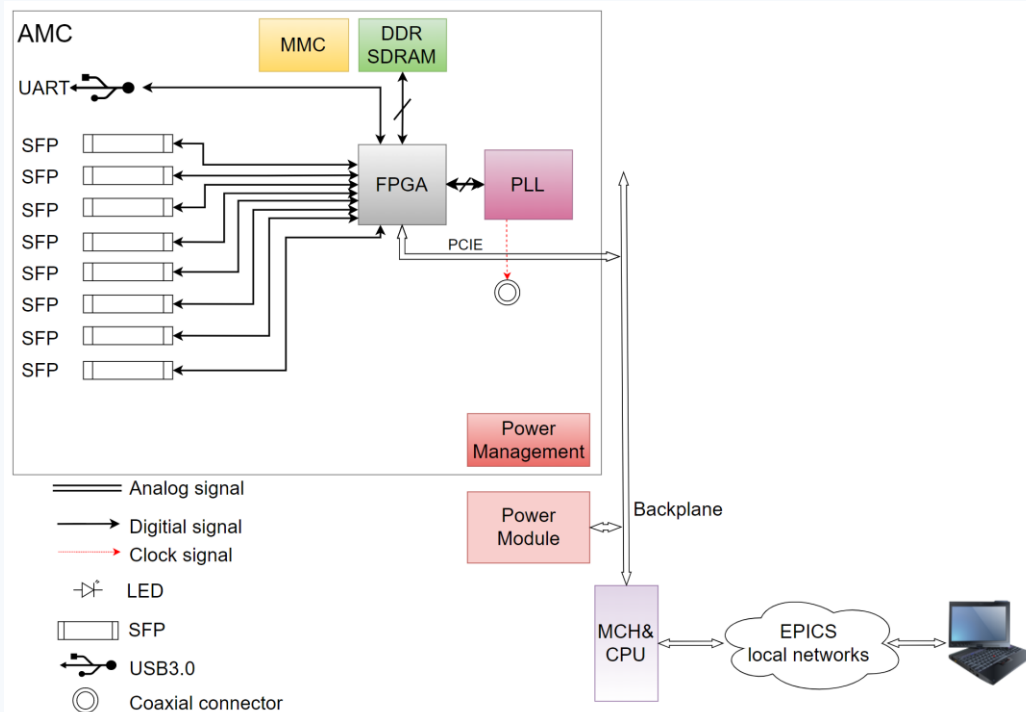 AMC
MMC
DDR
SDRAM
UART
SFP
SFP
SFP
SFP
SFP
SFP
SFP
SFP
FPGA
PLL
PCIE
Power
Management
Power
Module
Backplane
MCH&
CPU
EPICS
local networks
Analog signal
Digitial signal
Clock signal
LED
SFP
USB3.0
Coaxial connector